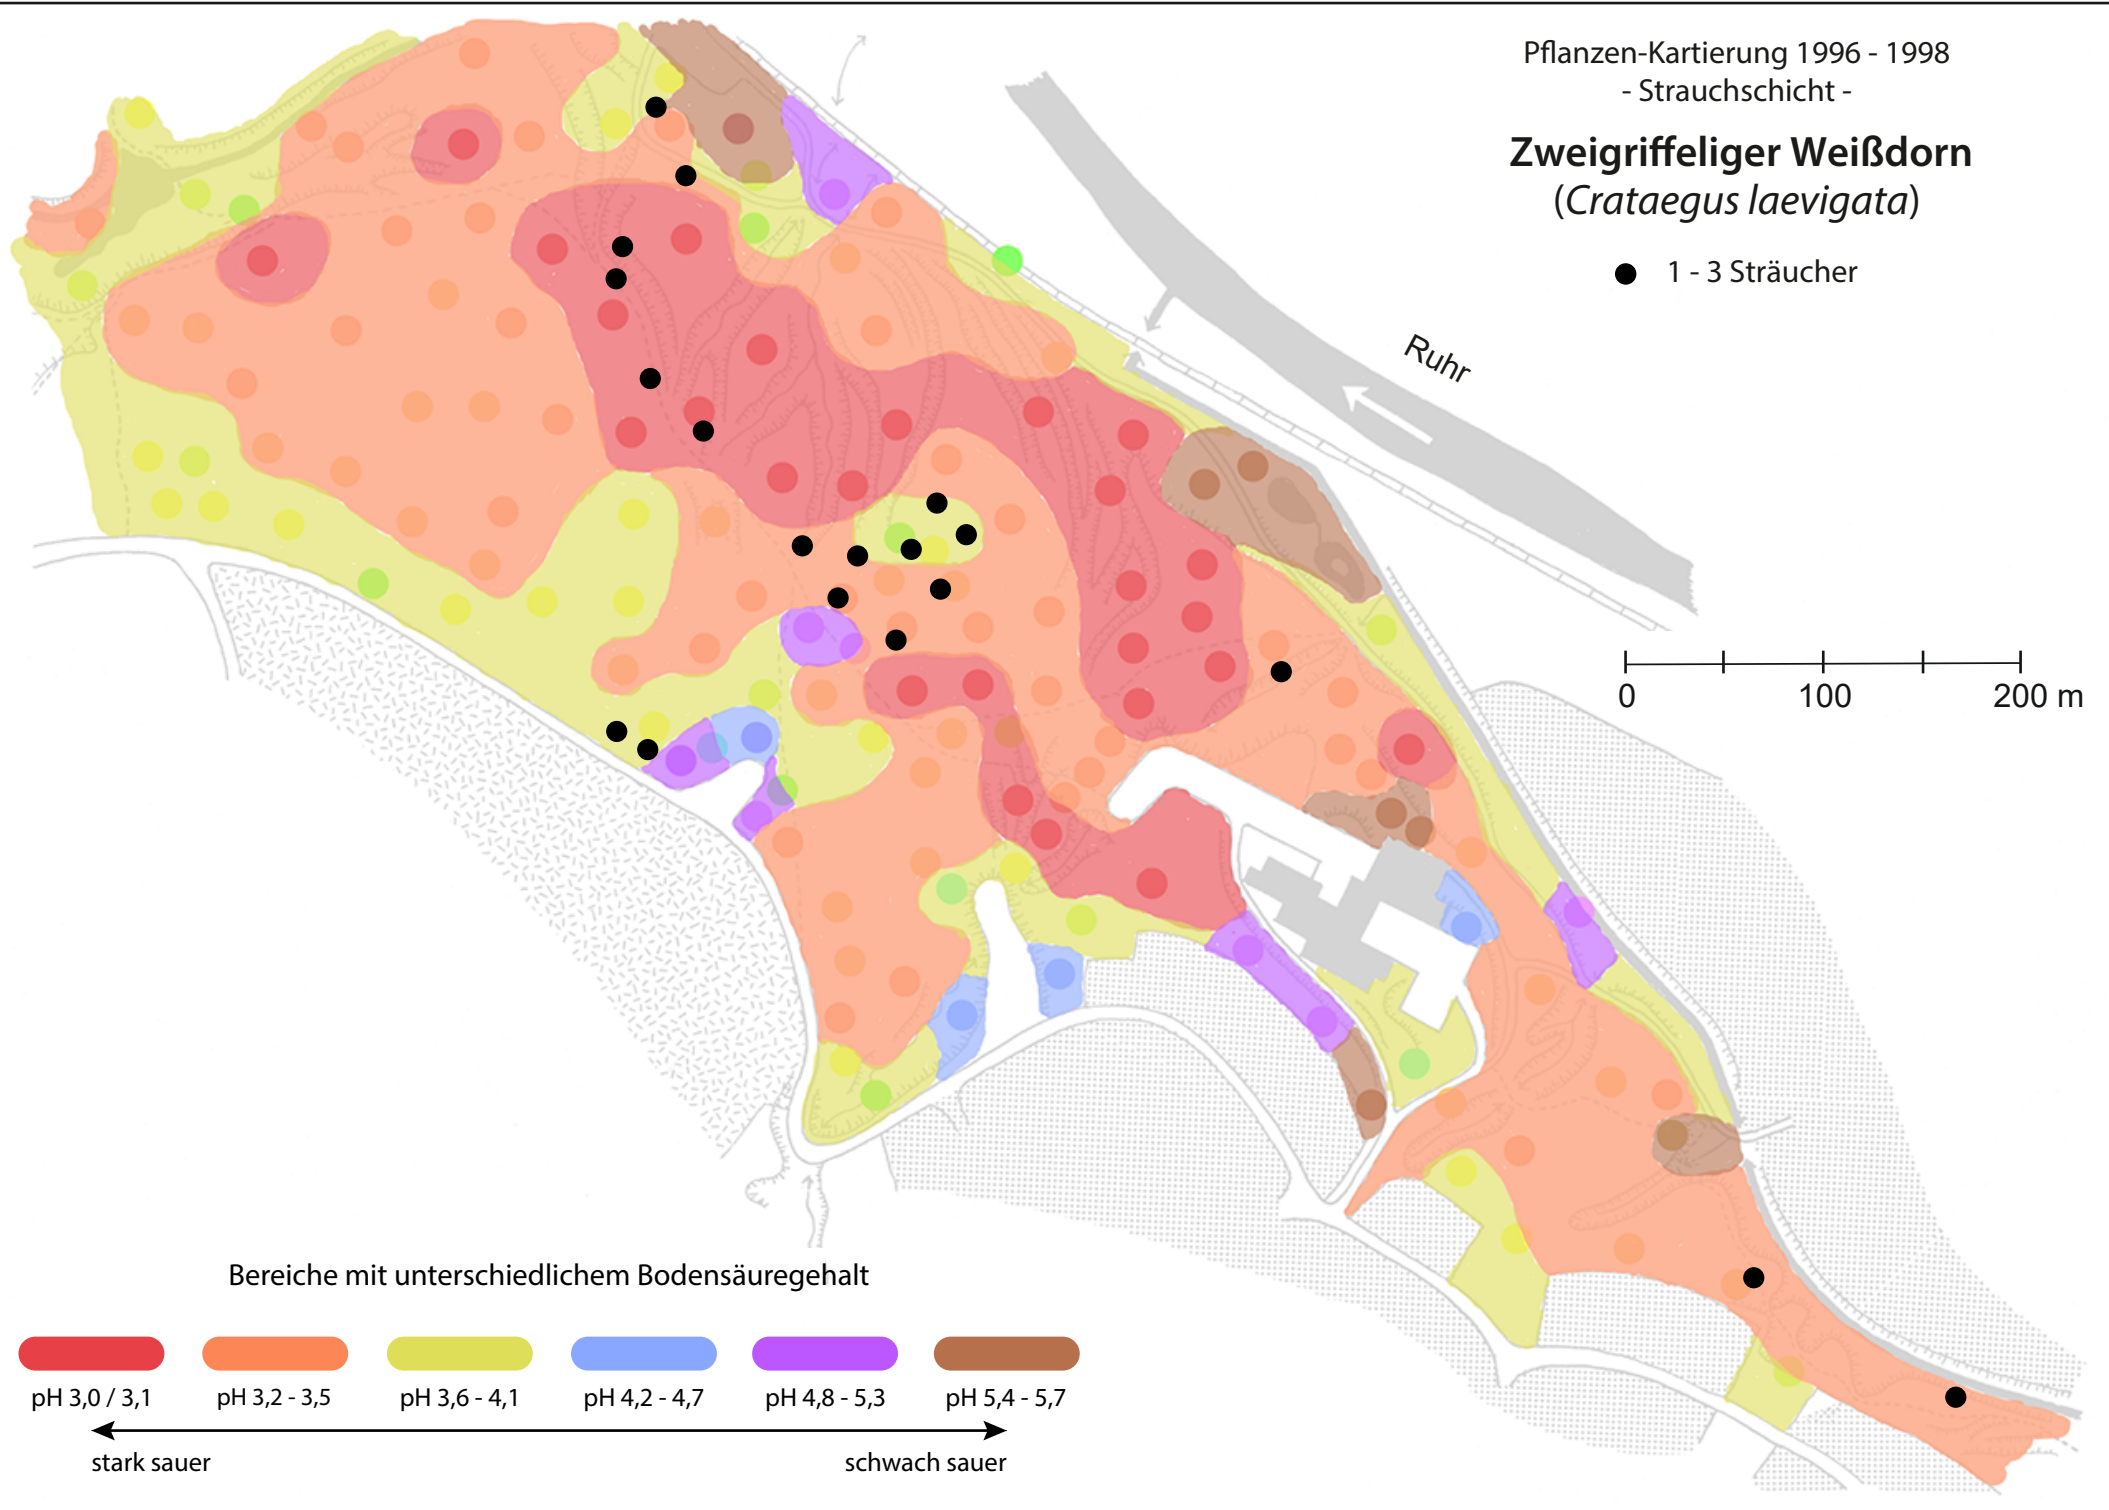 Pflanzen-Kartierung 1996 - 1998
- Strauchschicht -
Zweigriffeliger Weißdorn
(Crataegus laevigata)
1 - 3 Sträucher
Ruhr
0 100 200 m
Bereiche mit unterschiedlichem Bodensäuregehalt
pH 3,0 / 3,1 pH 3,2 - 3,5 pH 3,6 - 4,1 pH 4,2 - 4,7 pH 4,8 - 5,3 pH 5,4 - 5,7
stark sauer schwach sauer